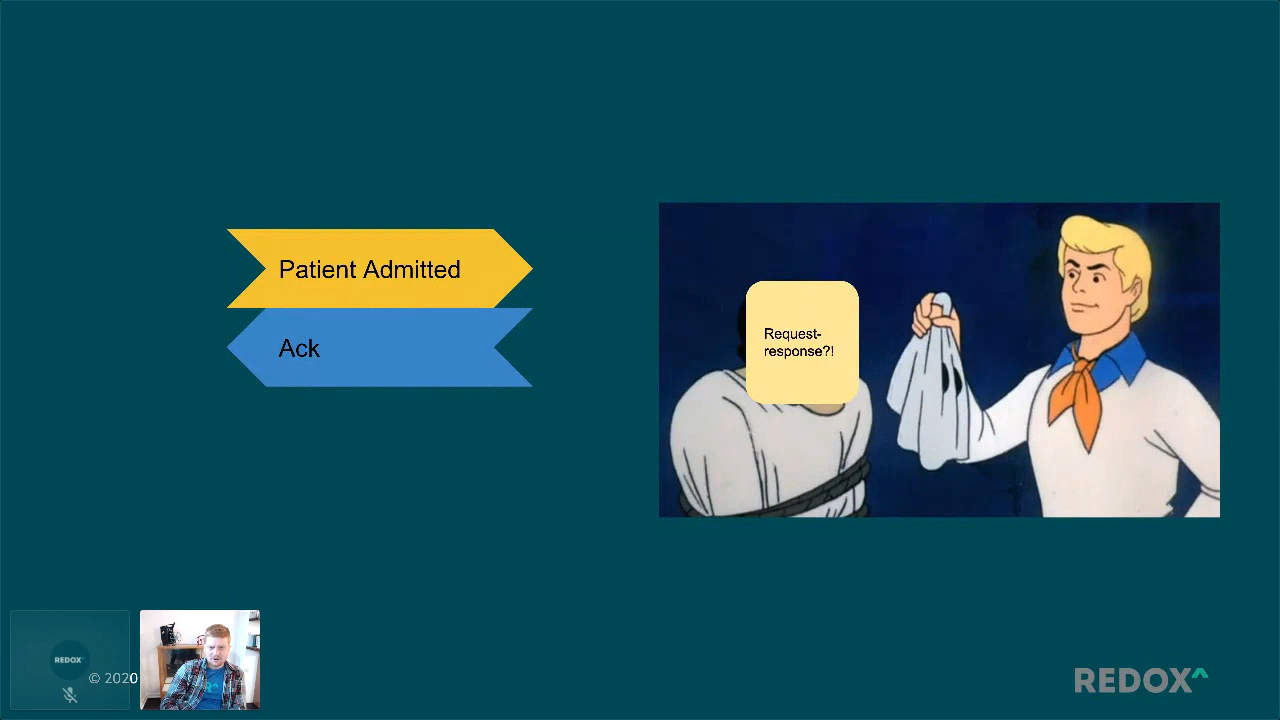 Patient Admitted
Ack
Request-
response?!
REDOX
© 2020
REDOX^